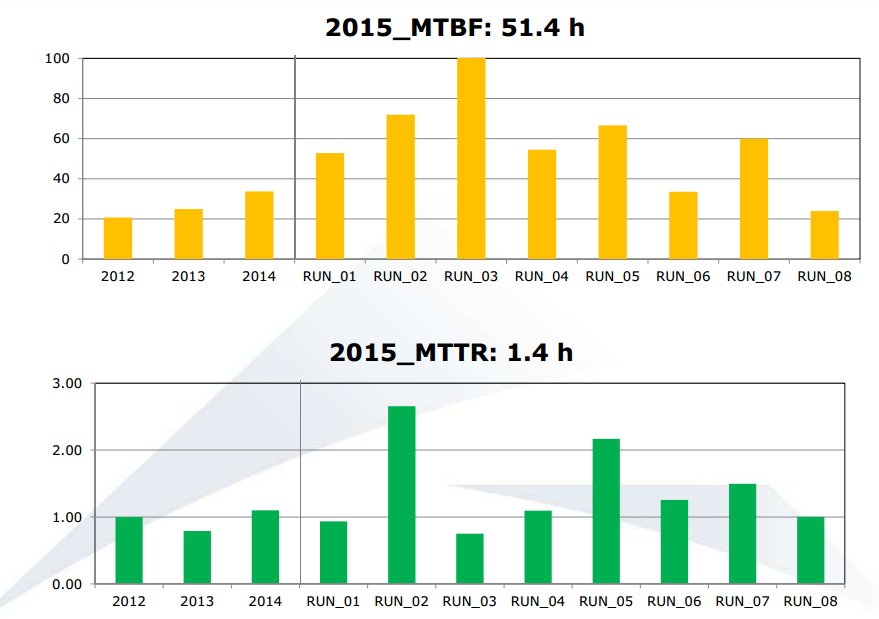 2015_MTBF: 51.4 h
100
80
60
40
20
0
2012 2013 2014 RUN_01 RUN_02 RUN_03 RUN_04 RUN_05 RUN_06 RUN_07 RUN_08
2015_MTTR: 1.4 h
3.00
2.00
1.00
0.00
2012 2013 2014 RUN_01 RUN_02 RUN_03 RUN_04 RUN_05 RUN_06 RUN_07 RUN_08